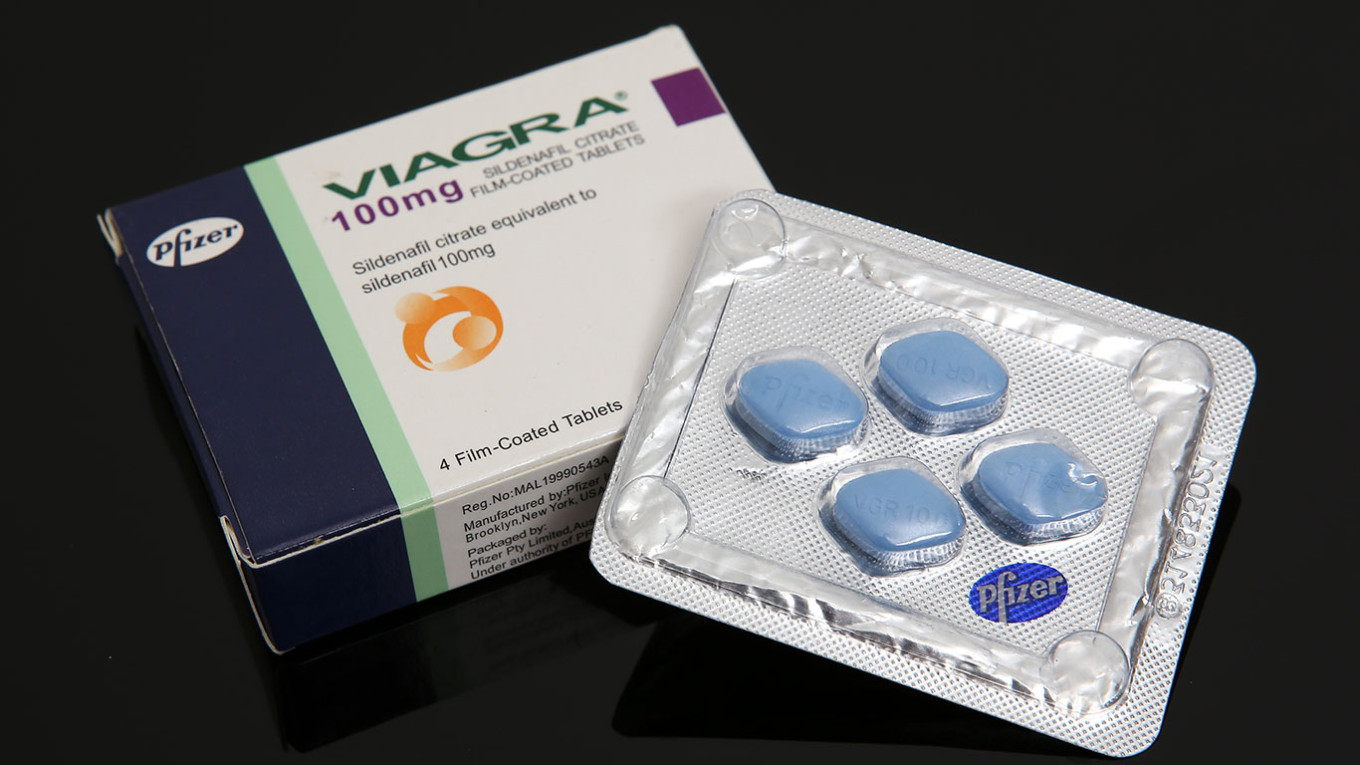 Pfizer
VIAGRA®
100mg
SILDENAFIL CITRATE
FILM-COATED TABLETS
Sildenafil citrate equivalent to
sildenafil 100mg
4 Film-Coated Tablets
Reg.No:MAL19990543A
Manufactured by:Pfizer
Brooklyn,New York, USA
Packaged by:
Pfizer Pty Limited,Aus
Under authority of
Pfizer
VGR 100
VGR 100
Pfizer
Pfizer